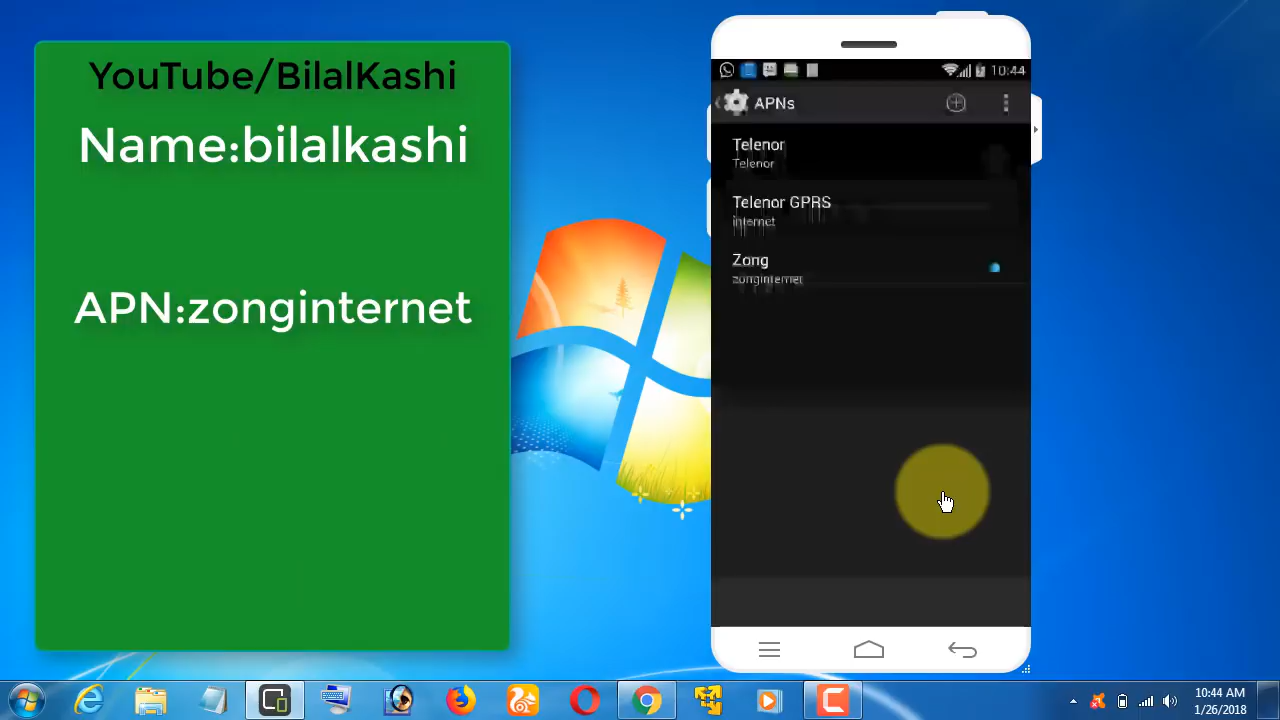 YouTube/BilalKashi
Name:bilalkashi
APN:zonginternet
10:44
APNs
Telenor
Telenor
Telenor GPRS
internet
Zong
zonginternet
10:44 AM
1/26/2018